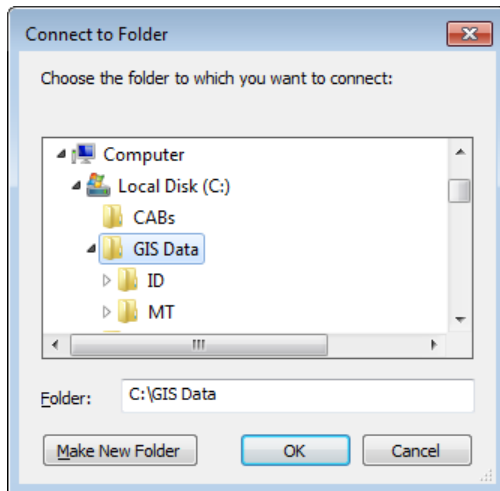 Connect to Folder
Choose the folder to which you want to connect:
Computer
Local Disk (C:)
CABs
GIS Data
ID
MT
Folder: C:\GIS Data
Make New Folder OK Cancel